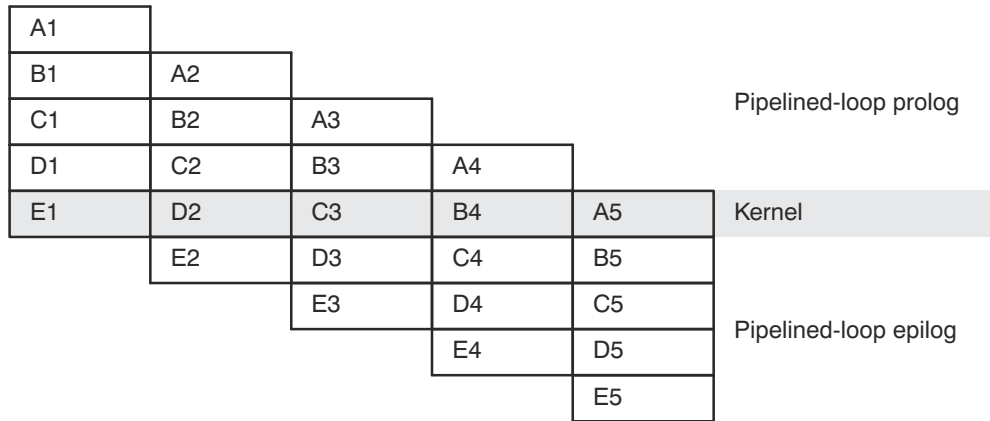 A1
B1 A2
C1 B2 A3
Pipelined-loop prolog
D1 C2 B3 A4
E1 D2 C3 B4 A5 Kernel
E2 D3 C4 B5
E3 D4 C5
Pipelined-loop epilog
E4 D5
E5